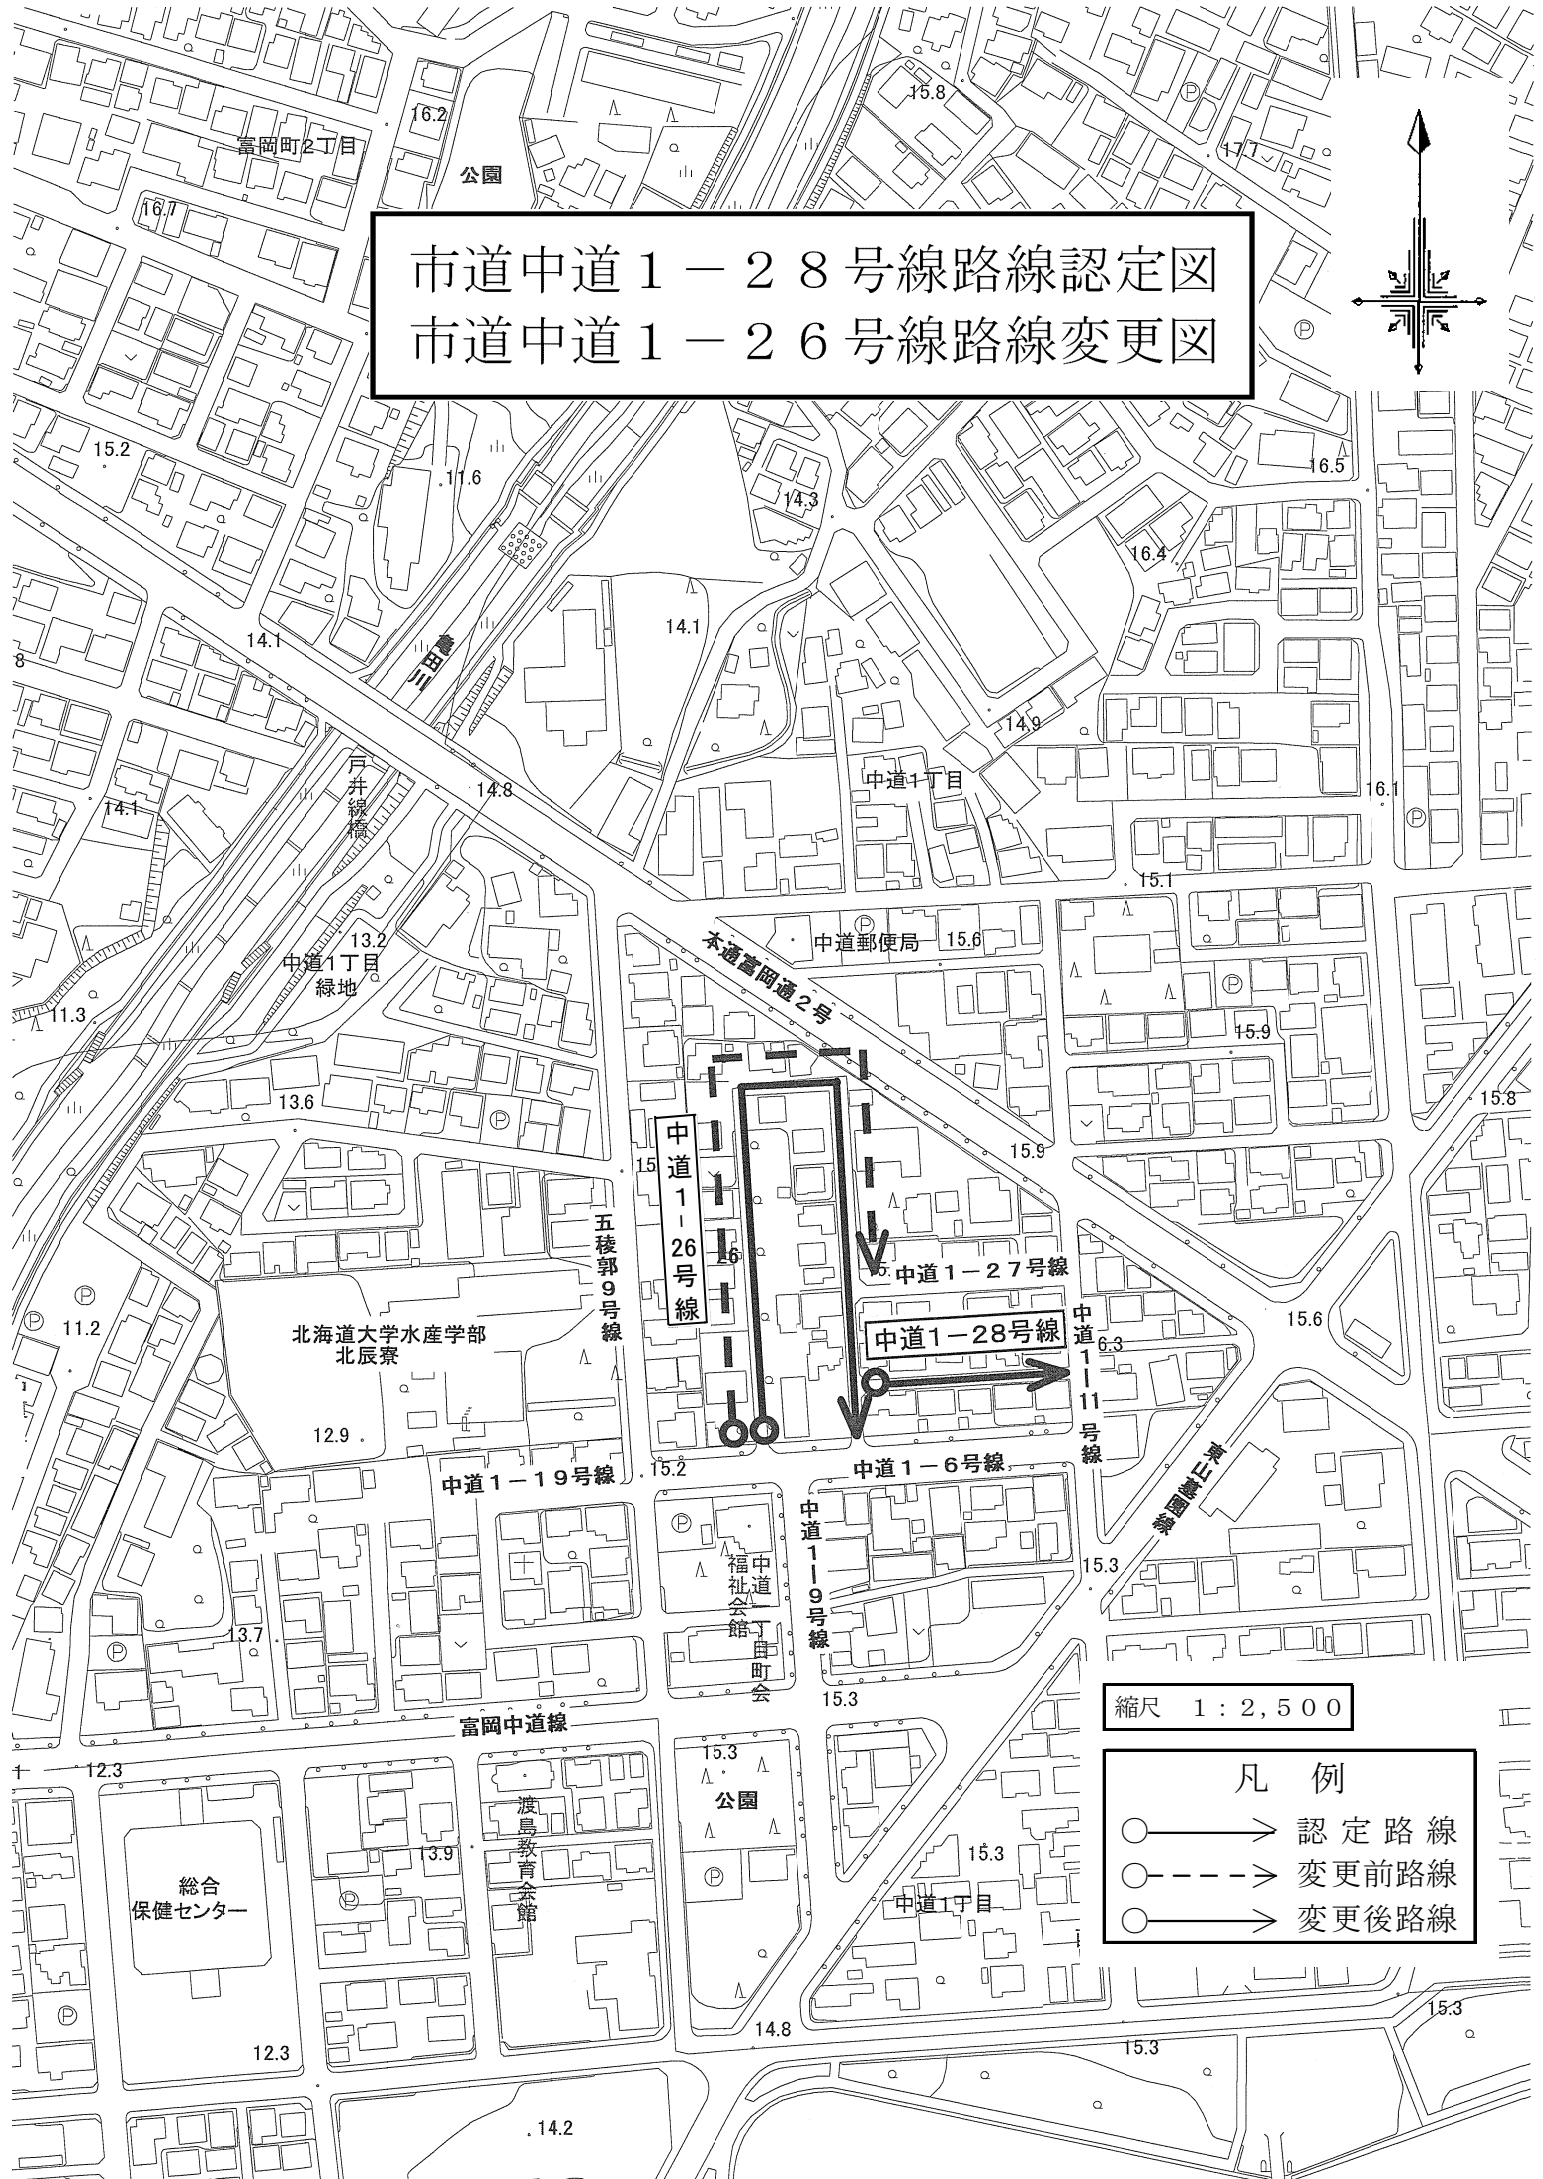 15.8
16.2
富岡町2丁目
17.7
公園
16.7
市道中道１－２８号線路線認定図
市道中道１－２６号線路線変更図
Ⓟ
Ⓟ
15.2
11.6
16.5
14.3
16.4
14.1
14.1
8
亀田川
14.9
戸井線橋
14.8
中道1丁目
16.1
14.1
Ⓟ
15.1
Ⓟ
13.2
中道郵便局
15.6
本通富岡通２号
中道1丁目
緑地
Ⓟ
11.3
15.9
13.6
15.8
Ⓟ
中道1-26号線
15.9
15
五稜郭９号線
26
15.
中道１－２７号線
Ⓟ
Ⓟ
11.2
15.6
北海道大学水産学部
北辰寮
中道1－28号線
中道１－11号線
6.3
12.9
15.2
中道１－６号線
中道１－１９号線
東山墓園線
中道１－９号線
Ⓟ
15.3
中道一丁目町会
福祉会館
13.7
Ⓟ
15.3
縮尺　１：２,５００
富岡中道線
15.3
1
12.3
凡　例
公園
渡島教育会館
認定路線
13.9
15.3
変更前路線
Ⓟ
総合
保健センター
Ⓟ
中道1丁目
変更後路線
Ⓟ
15.3
14.8
12.3
15.3
14.2